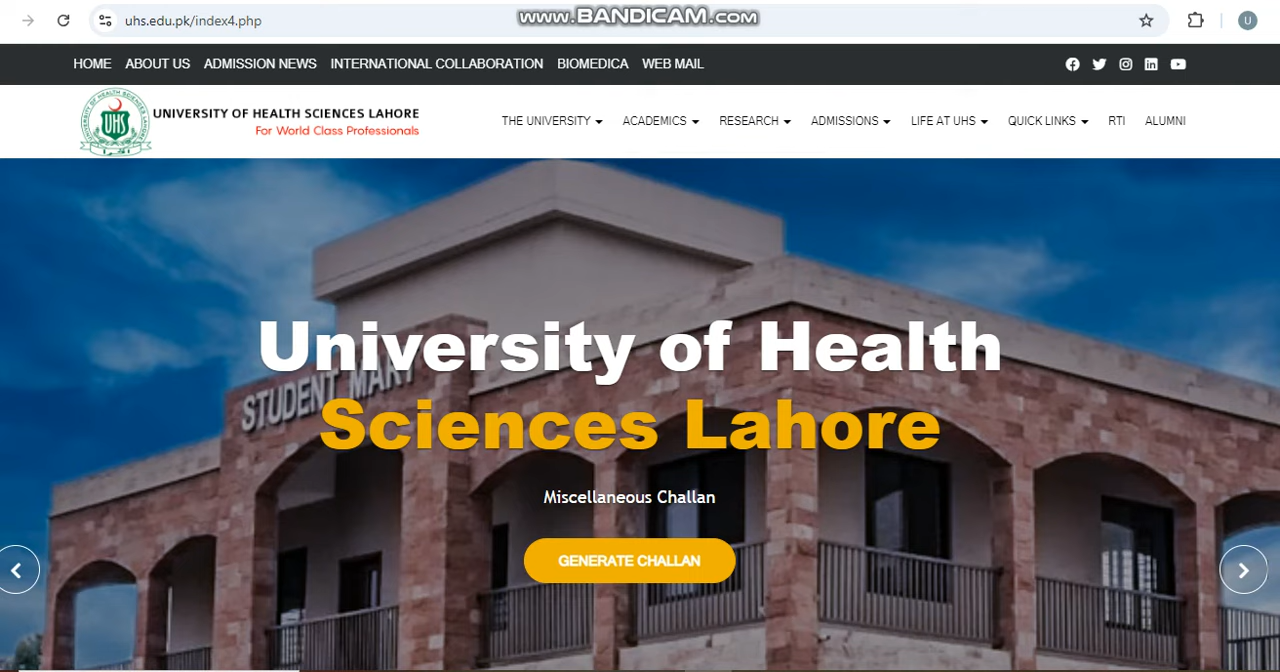 www.BANDICAM.com
uhs.edu.pk/index4.php
U
HOME ABOUT US ADMISSION NEWS INTERNATIONAL COLLABORATION BIOMEDICA WEB MAIL
UHS
UNIVERSITY OF HEALTH SCIENCES LAHORE
For World Class Professionals
THE UNIVERSITY ACADEMICS RESEARCH ADMISSIONS LIFE AT UHS QUICK LINKS RTI ALUMNI
University of Health
STUDENT MART
Sciences Lahore
Miscellaneous Challan
GENERATE CHALLAN